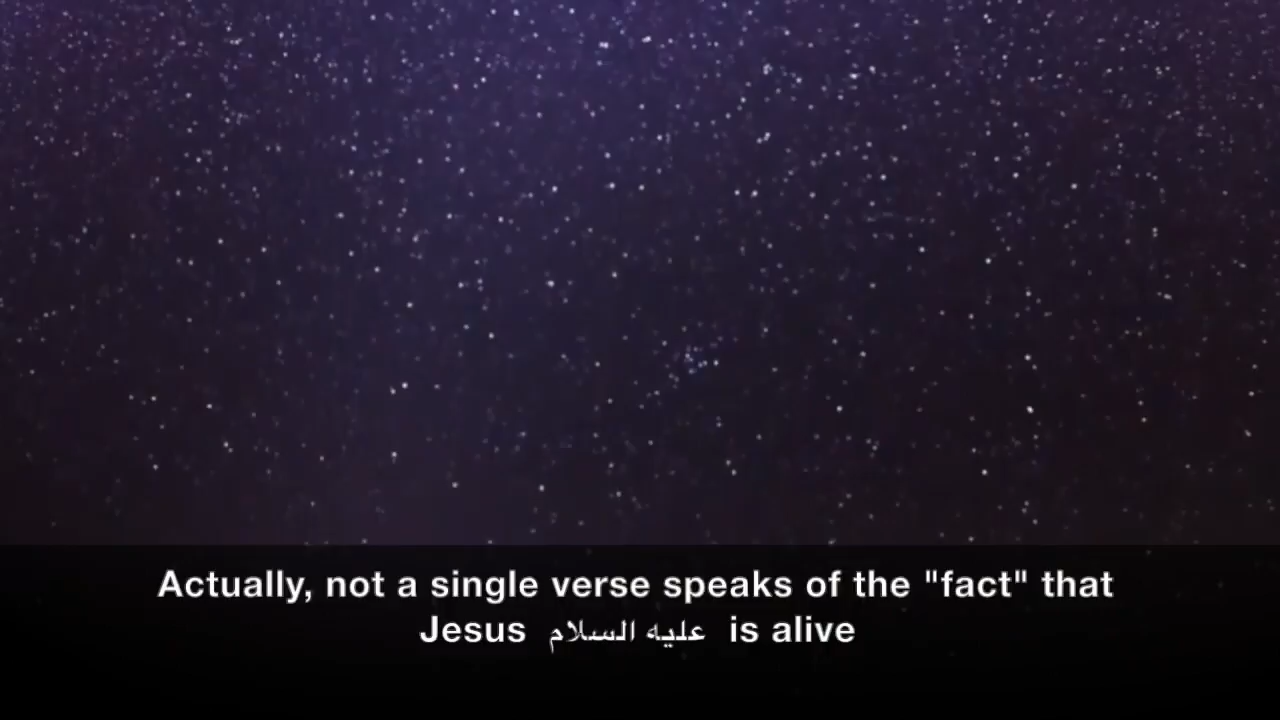 Actually, not a single verse speaks of the "fact" that
Jesus عليه السلام is alive